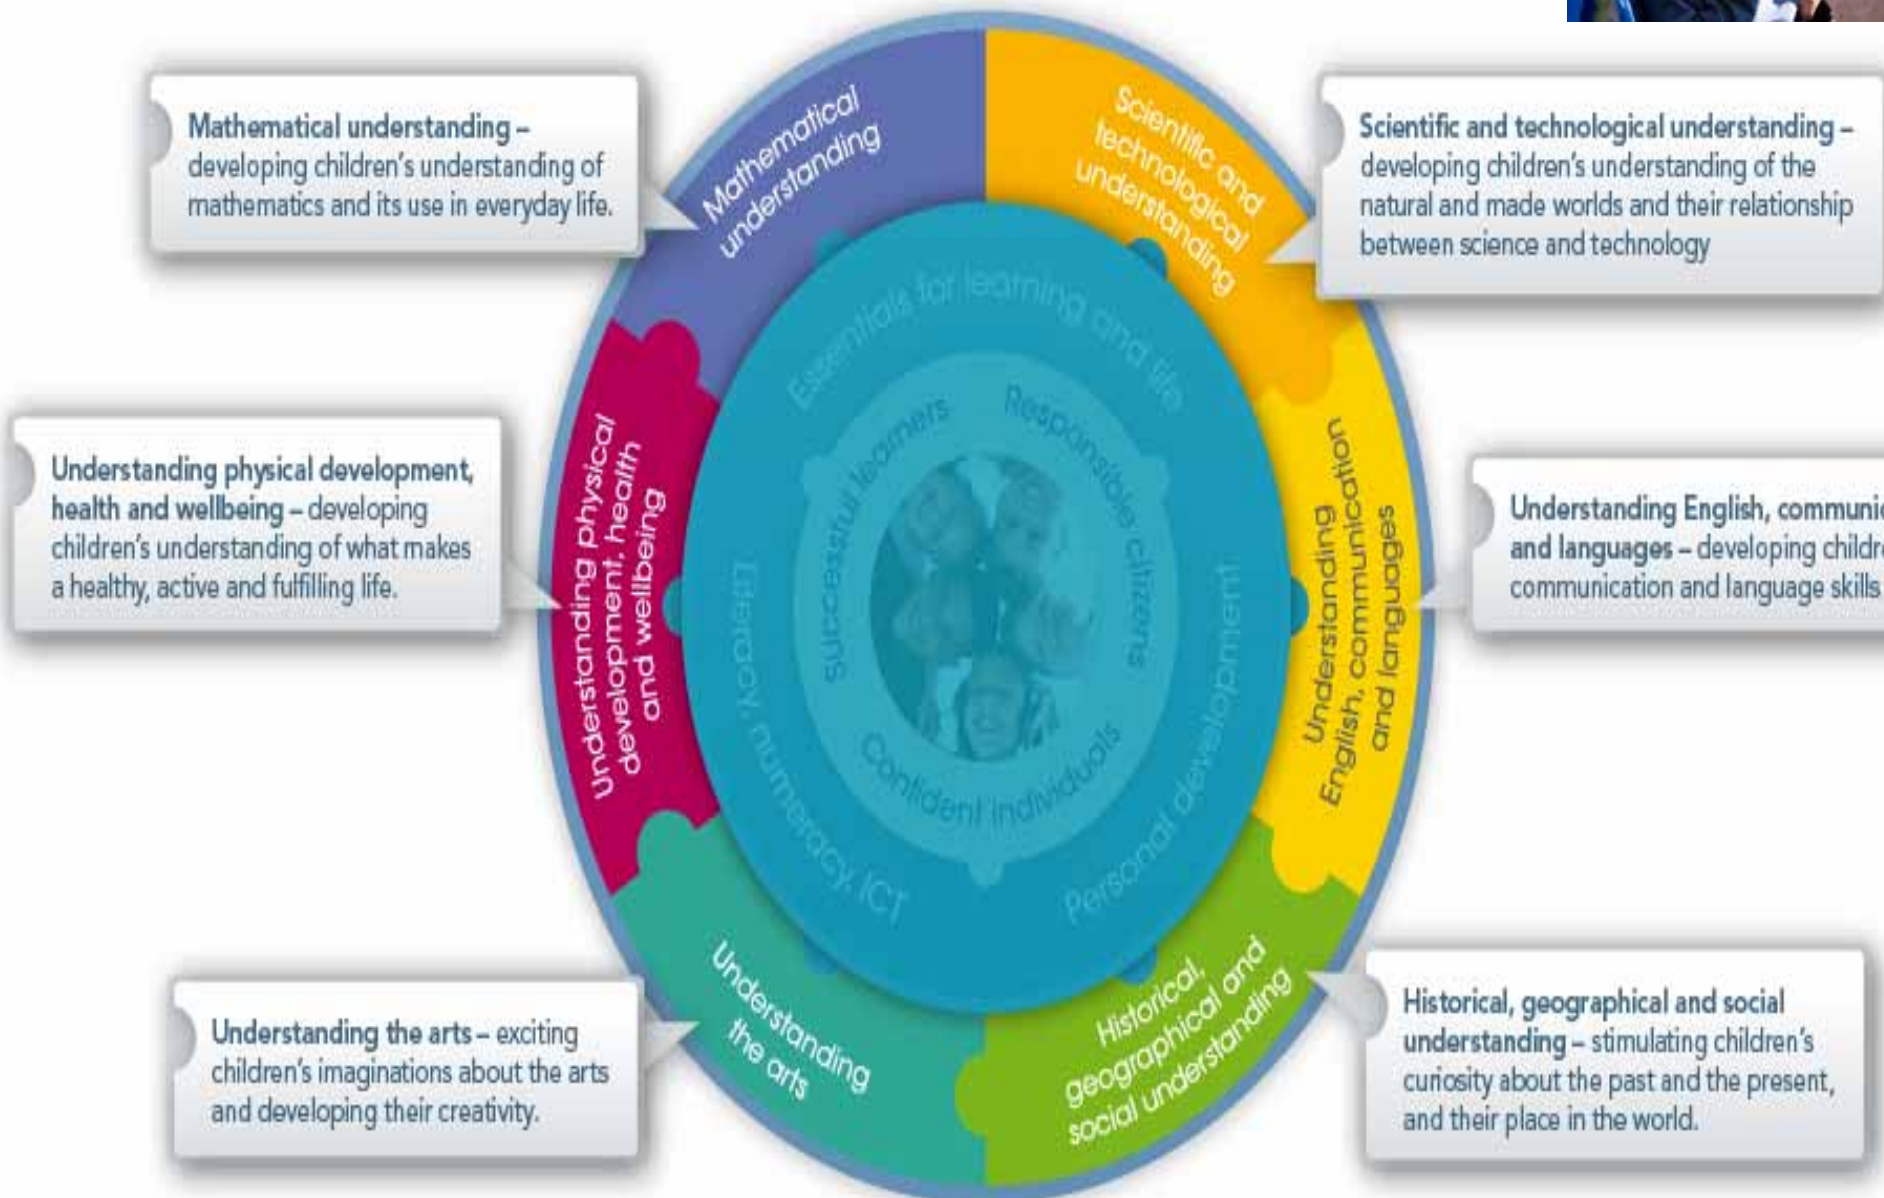 Mathematical understanding –
developing children's understanding of
mathematics and its use in everyday life.
Scientific and technological understanding –
developing children's understanding of the
natural and made worlds and their relationship
between science and technology
Understanding physical development,
health and wellbeing – developing
children's understanding of what makes
a healthy, active and fulfilling life.
Understanding English, communic
and languages – developing childre
communication and language skills
Understanding the arts – exciting
children's imaginations about the arts
and developing their creativity.
Historical, geographical and social
understanding – stimulating children's
curiosity about the past and the present,
and their place in the world.
Mathematical
understanding
Scientific and
technological
understanding
Understanding
English, communication
and languages
Historical,
geographical and
social understanding
Understanding
the arts
Understanding physical
development, health
and wellbeing
Essentials for learning and life
Personal development
Literacy, numeracy, ICT
Successful learners
Responsible citizens
Confident individuals